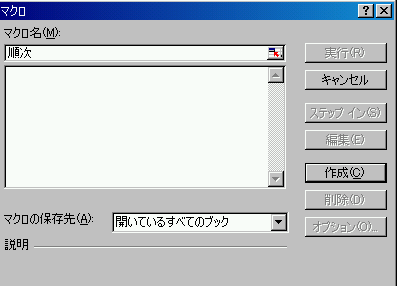 マクロ
マクロ名(M):
順次
実行(R)
キャンセル
ステップ イン(S)
編集(E)
作成(C)
削除(D)
マクロの保存先(A):
開いているすべてのブック
オプション(O)...
説明